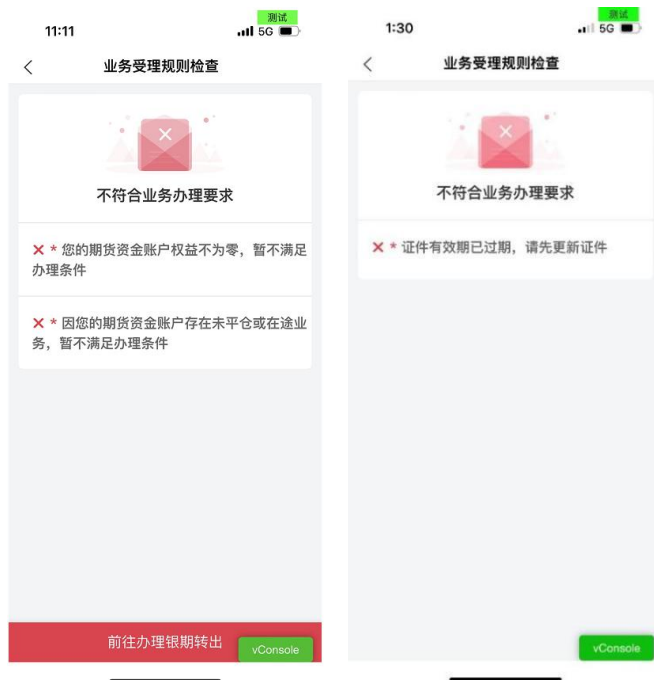 测试
11:11
5G
业务受理规则检查
不符合业务办理要求
* 您的期货资金账户权益不为零，暂不满足
办理条件
* 因您的期货资金账户存在未平仓或在途业
务，暂不满足办理条件
前往办理银期转出
vConsole
测试
1:30
5G
业务受理规则检查
不符合业务办理要求
* 证件有效期已过期，请先更新证件
vConsole